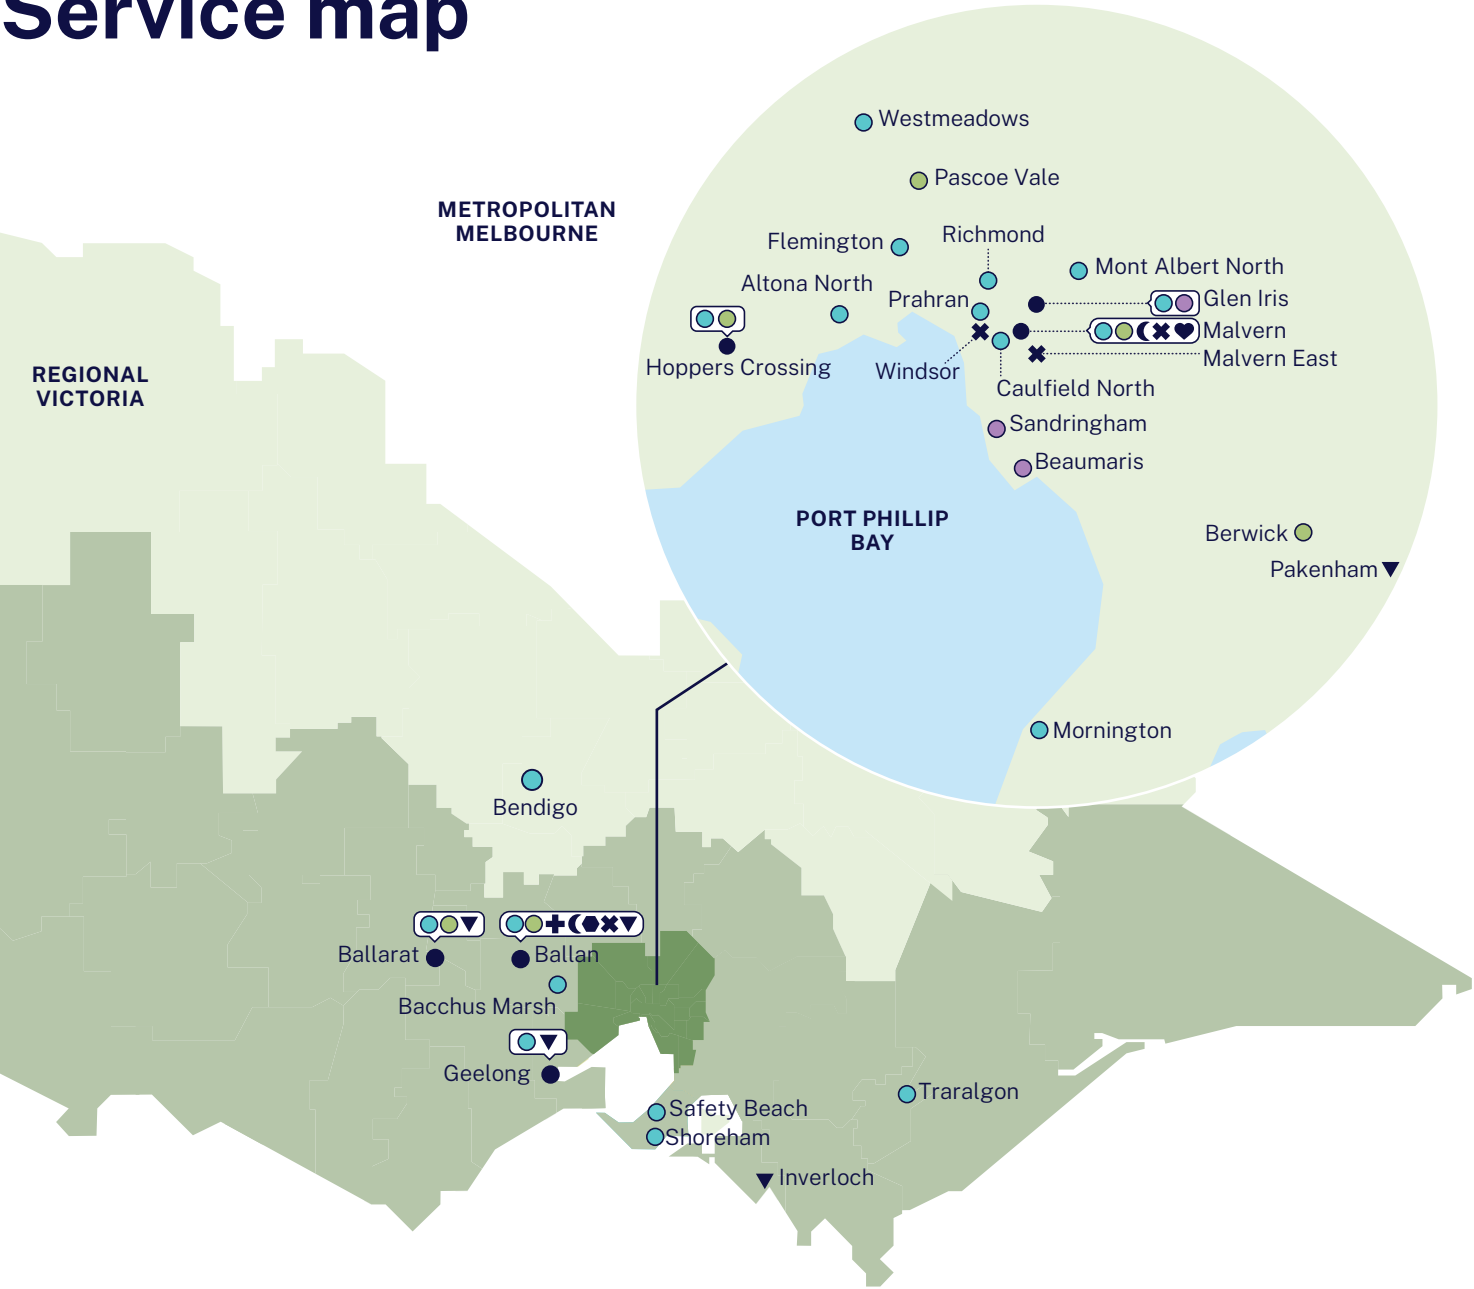 Service map
Westmeadows
Pascoe Vale
METROPOLITAN
MELBOURNE
Richmond
Flemington
Mont Albert North
Altona North
Prahran
Glen Iris
Malvern
Malvern East
Hoppers Crossing
Windsor
Caulfield North
REGIONAL
VICTORIA
Sandringham
Beaumaris
PORT PHILLIP
BAY
Berwick
Pakenham
Mornington
Bendigo
Ballarat
Ballan
Bacchus Marsh
Geelong
Traralgon
Safety Beach
Shoreham
Inverloch